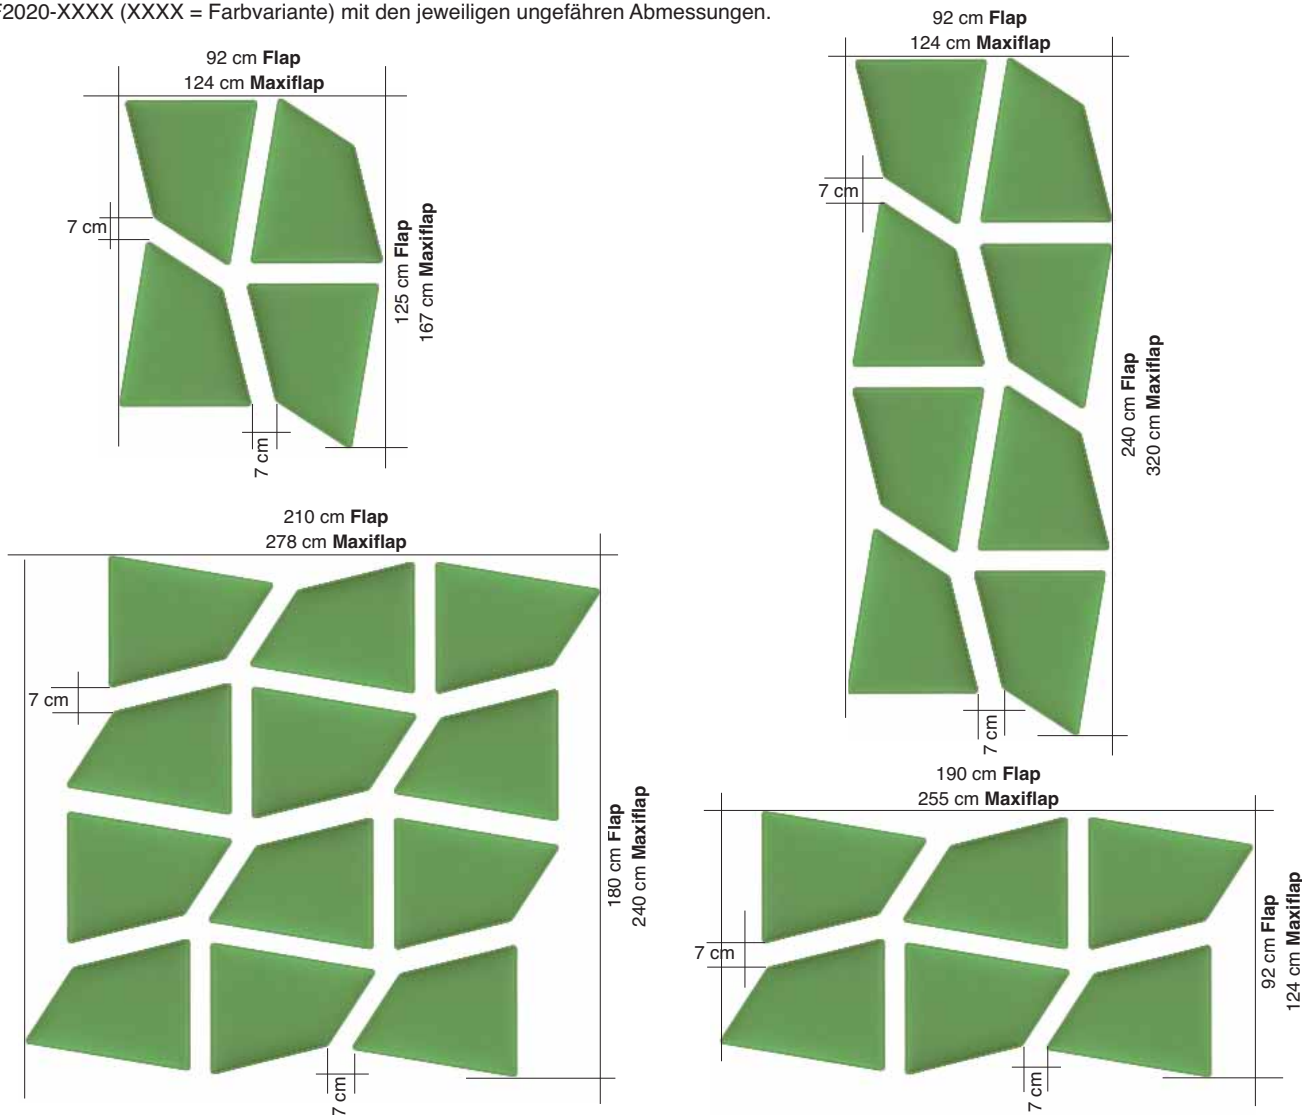 F2020-XXXX (XXXX = Farbvariante) mit den jeweiligen ungefähren Abmessungen.
92 cm Flap
124 cm Maxiflap
7 cm
125 cm Flap
167 cm Maxiflap
7 cm
92 cm Flap
124 cm Maxiflap
7 cm
240 cm Flap
320 cm Maxiflap
7 cm
210 cm Flap
278 cm Maxiflap
7 cm
180 cm Flap
240 cm Maxiflap
7 cm
190 cm Flap
255 cm Maxiflap
7 cm
92 cm Flap
124 cm Maxiflap
7 cm